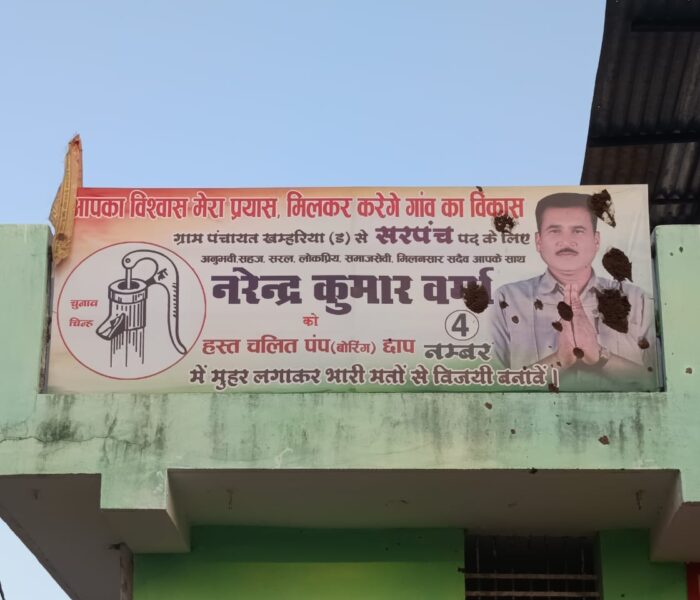 आपका विश्वास मेरा प्रयास, मिलकर करेगे गांव का विकास
ग्राम पंचायत खम्हरिया (ड) से सरपंच पद के लिए
अनुभवी,सहज, सरल, लोकप्रिय, समाजसेवी, मिलनसार सदैव आपके साथ
चुनाव
चिन्ह
नरेन्द्र कुमार वर्मा
को
4
हस्त चलित पंप(बोरिंग) छाप नम्बर
में मुहर लगाकर भारी मतों से विजयी बनांवें।